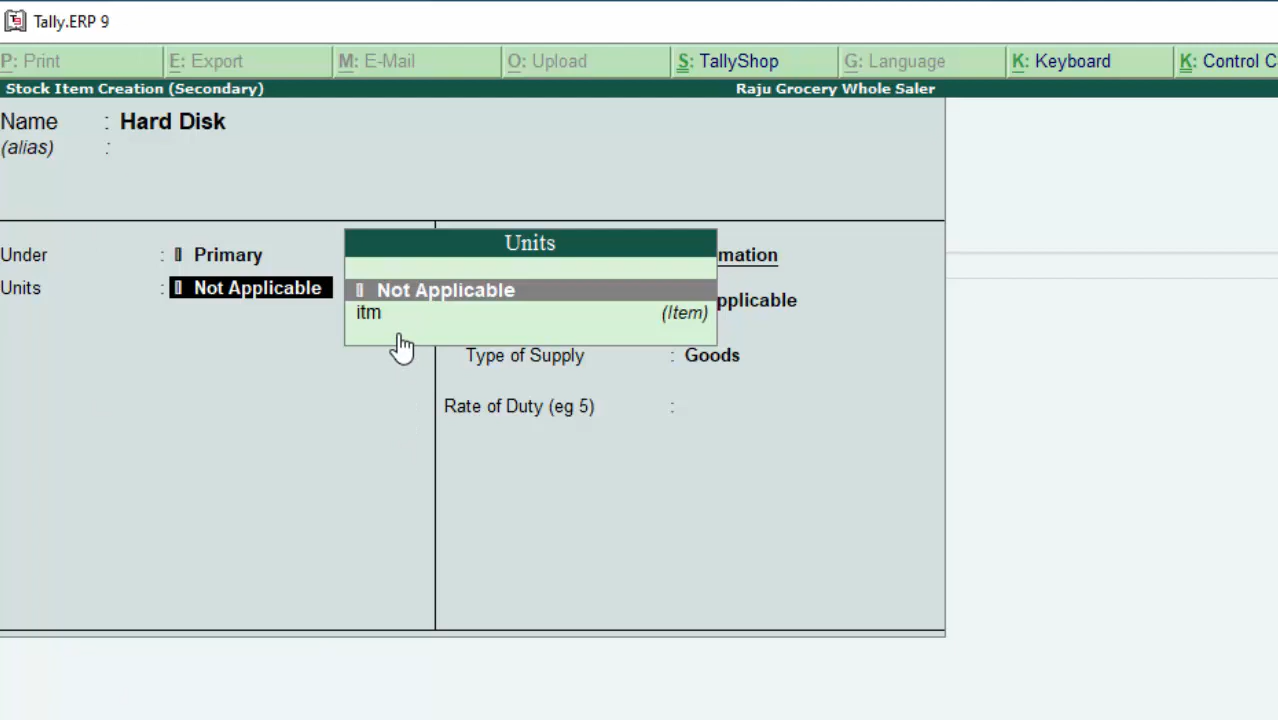 Tally.ERP 9
P: Print E: Export M: E-Mail O: Upload S: TallyShop G: Language K: Keyboard K: Control C
Stock Item Creation (Secondary) Raju Grocery Whole Saler
Name : Hard Disk
(alias) :
Under : Primary
Units : Not Applicable
Units
Not Applicable
itm (Item)
mation
pplicable
Type of Supply : Goods
Rate of Duty (eg 5) :